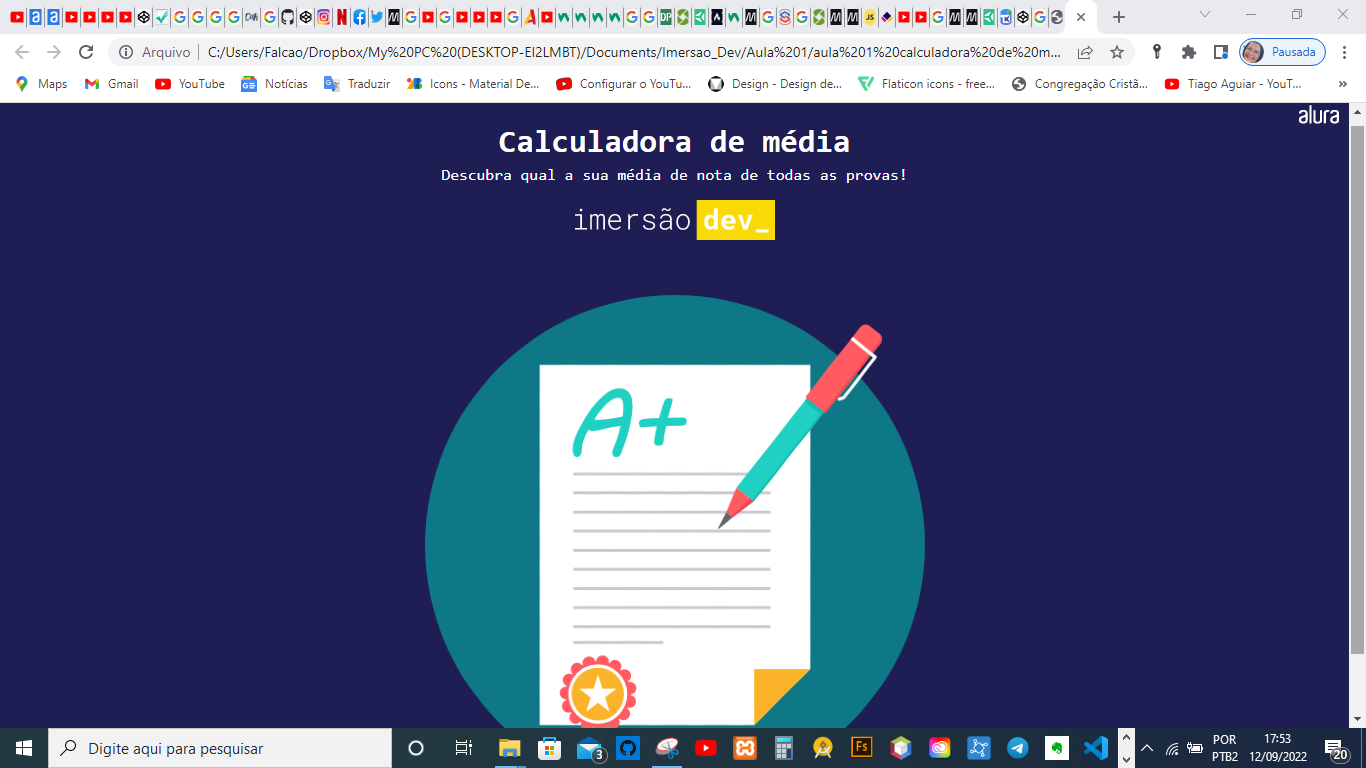 Arquivo
C:/Users/Falcao/Dropbox/My%20PC%20(DESKTOP-EI2LMBT)/Documents/Imersao_Dev/Aula%201/aula%201%20calculadora%20de%20m...
Pausada
Maps
Gmail
YouTube
Notícias
Traduzir
Icons - Material De...
Configurar o YouTu...
Design - Design de...
Flaticon icons - free...
Congregação Cristã...
Tiago Aguiar - YouT...
alura
Calculadora de média
Descubra qual a sua média de nota de todas as provas!
imersão dev_
A+
Digite aqui para pesquisar
3
Fs
POR
PTB2
17:53
12/09/2022
20